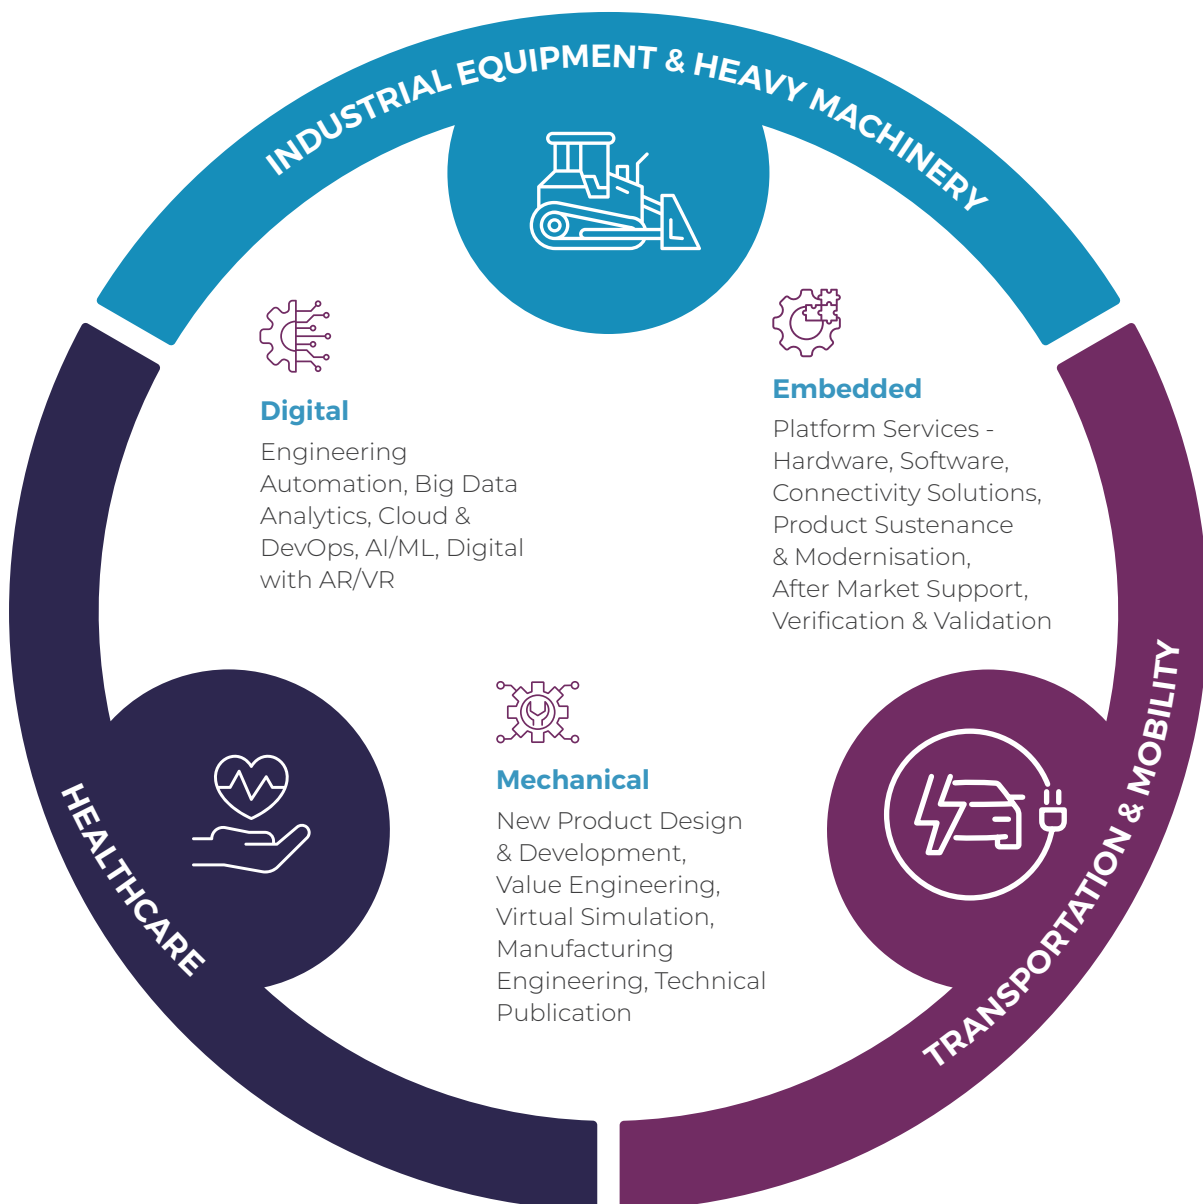 INDUSTRIAL EQUIPMENT & HEAVY MACHINERY
Digital
Engineering
Automation, Big Data
Analytics, Cloud &
DevOps, AI/ML, Digital
with AR/VR
Embedded
Platform Services -
Hardware, Software,
Connectivity Solutions,
Product Sustenance
& Modernisation,
After Market Support,
Verification & Validation
Mechanical
New Product Design
& Development,
Value Engineering,
Virtual Simulation,
Manufacturing
Engineering, Technical
Publication
HEALTHCARE
TRANSPORTATION & MOBILITY